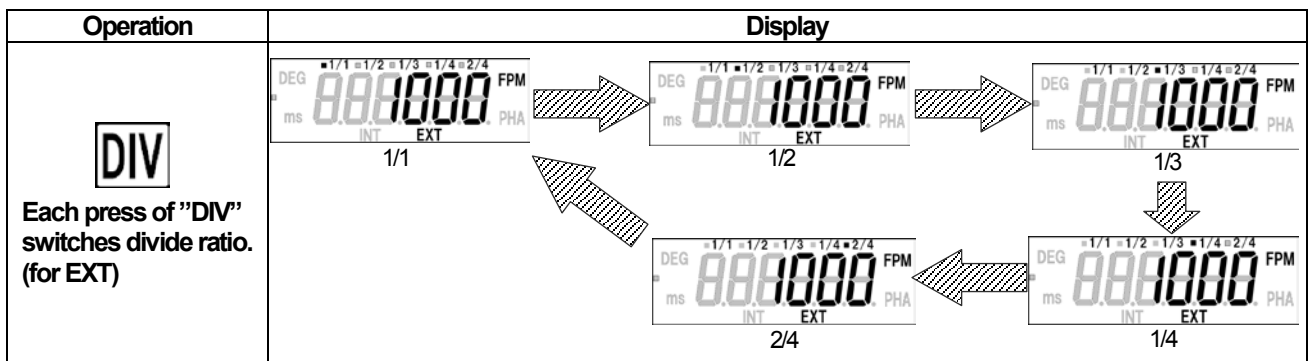 Operation
Display
DIV
Each press of ”DIV”
switches divide ratio.
(for EXT)
■1/1 ■1/2 ■1/3 ■1/4 ■2/4
DEG 1000 FPM
ms PHA
INT EXT
1/1
■1/1 ■1/2 ■1/3 ■1/4 ■2/4
DEG 1000 FPM
ms PHA
INT EXT
1/2
■1/1 ■1/2 ■1/3 ■1/4 ■2/4
DEG 1000 FPM
ms PHA
INT EXT
1/3
■1/1 ■1/2 ■1/3 ■1/4 ■2/4
DEG 1000 FPM
ms PHA
INT EXT
1/4
■1/1 ■1/2 ■1/3 ■1/4 ■2/4
DEG 1000 FPM
ms PHA
INT EXT
2/4